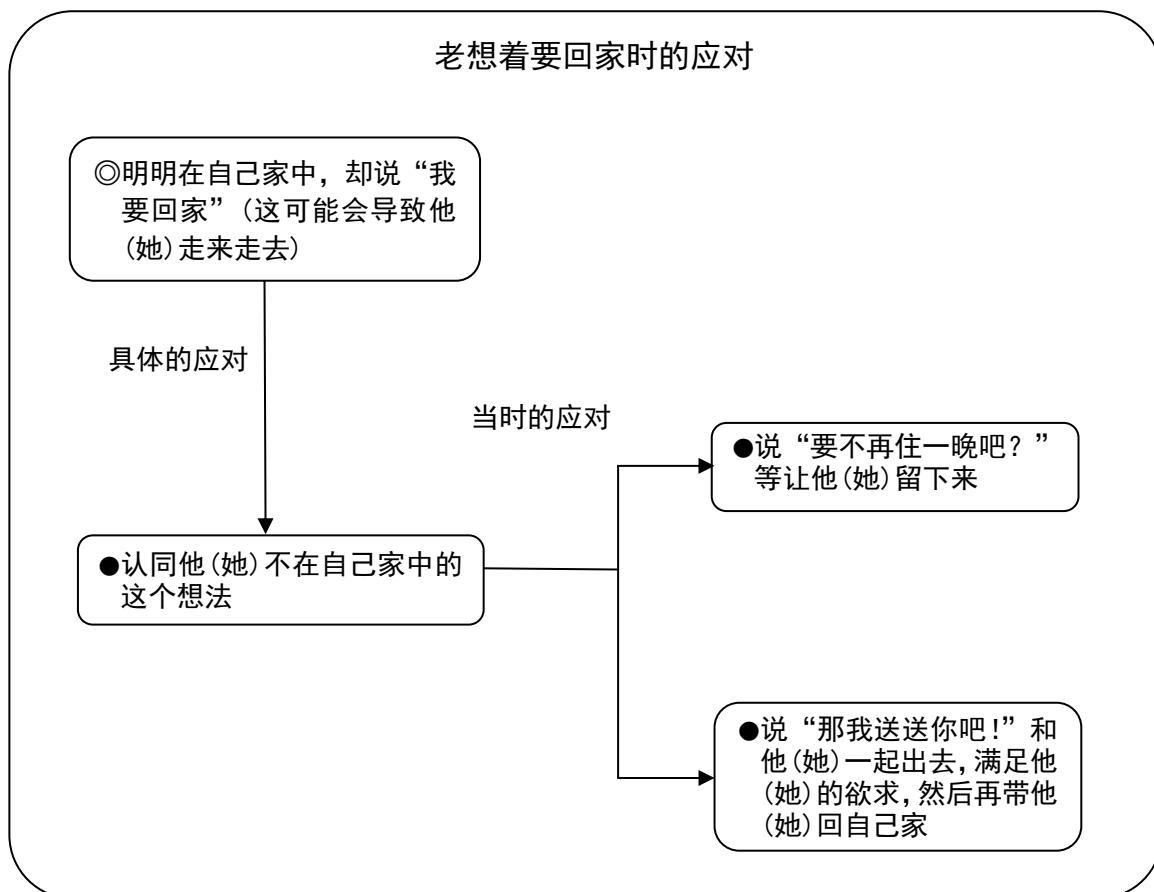 老想着要回家时的应对
◎明明在自己家中，却说“我
要回家”（这可能会导致他
（她）走来走去）
具体的应对
当时的应对
●说“要不再住一晚吧？”
等让他（她）留下来
●认同他（她）不在自己家中的
这个想法
●说“那我送送你吧！”和
他（她）一起出去，满足他
（她）的欲求，然后再带他
（她）回自己家